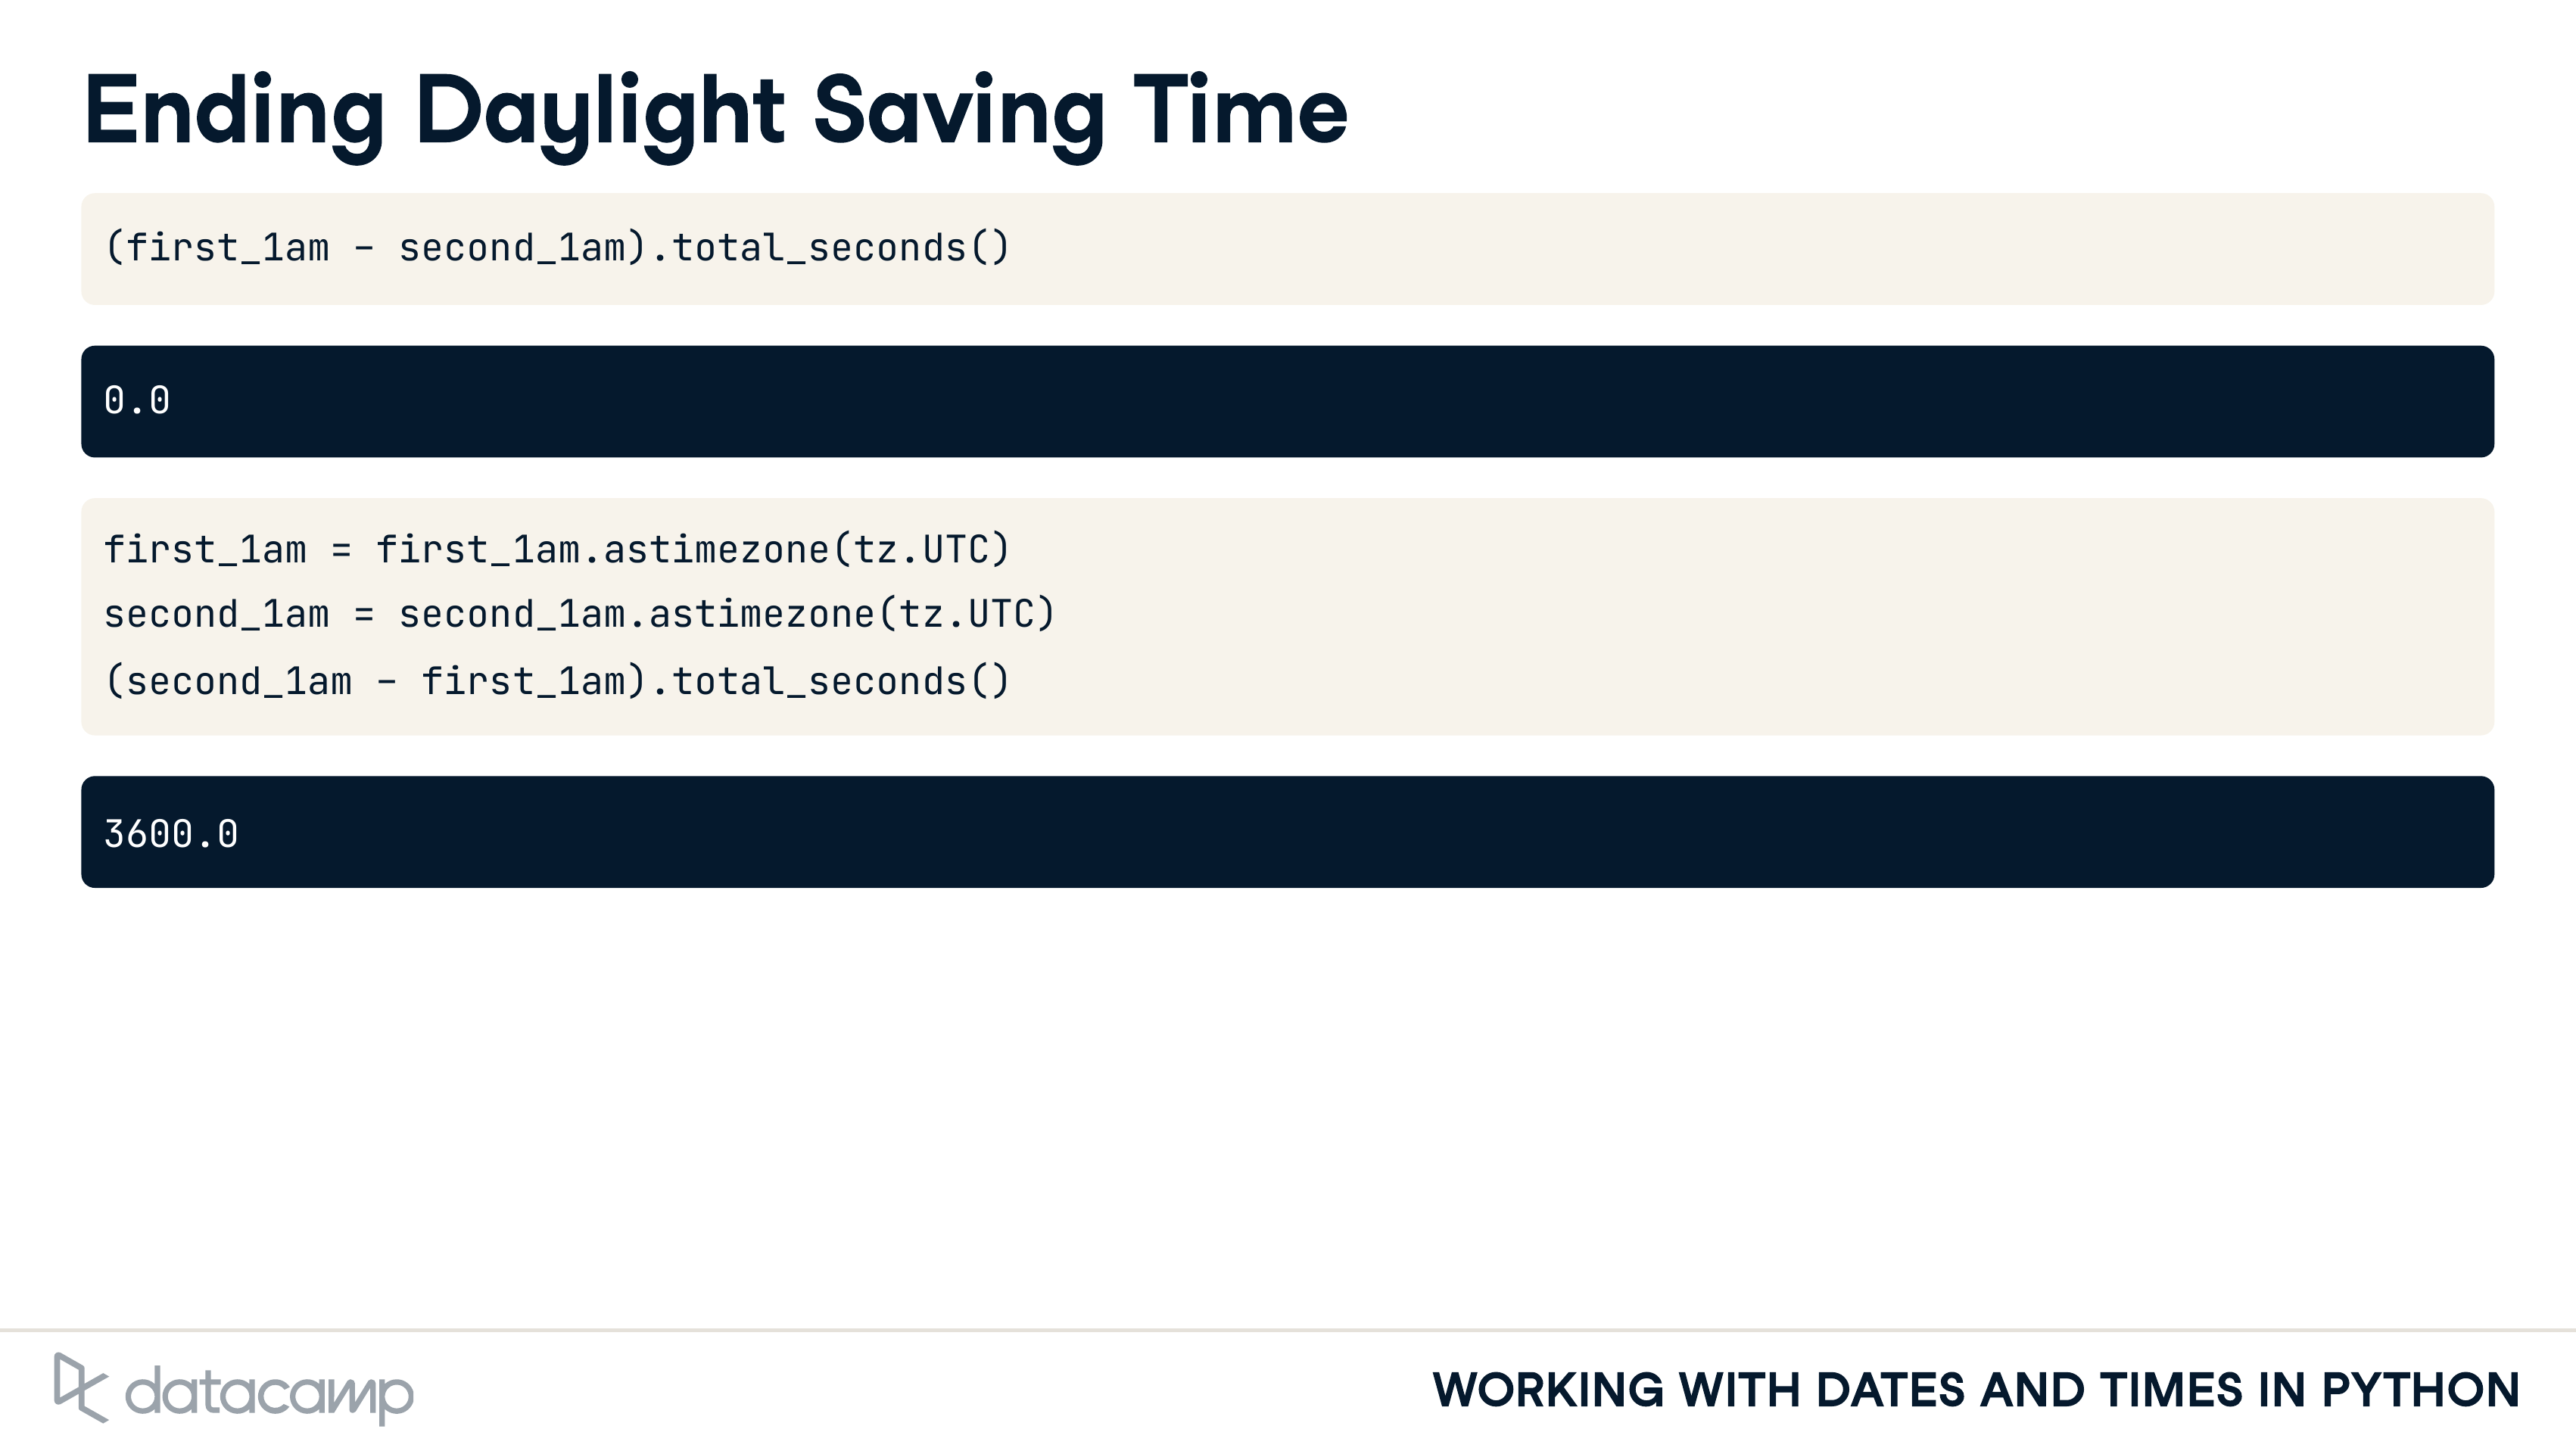 Ending Daylight Saving Time
(first_1am - second_1am).total_seconds()
0.0
first_1am = first_1am.astimezone(tz.UTC)
second_1am = second_1am.astimezone(tz.UTC)
(second_1am - first_1am).total_seconds()
3600.0
datacamp
WORKING WITH DATES AND TIMES IN PYTHON